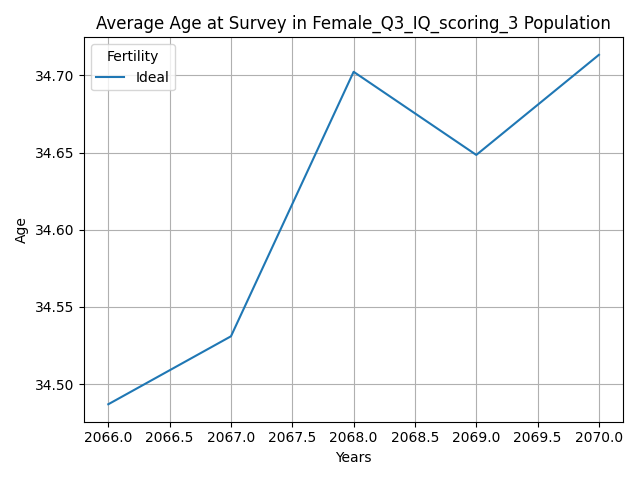 Average Age at Survey in Female_Q3_IQ_scoring_3 Population
Fertility
Ideal
34.70
34.65
34.60
34.55
34.50
Age
2066.0 2066.5 2067.0 2067.5 2068.0 2068.5 2069.0 2069.5 2070.0
Years